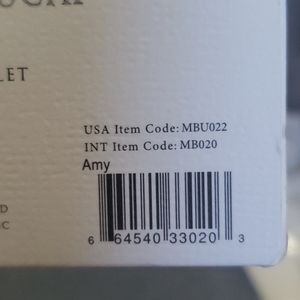 LET
USA Item Code: MBU022
INT Item Code: MB020
Amy
D
C
6 64540 33020 3